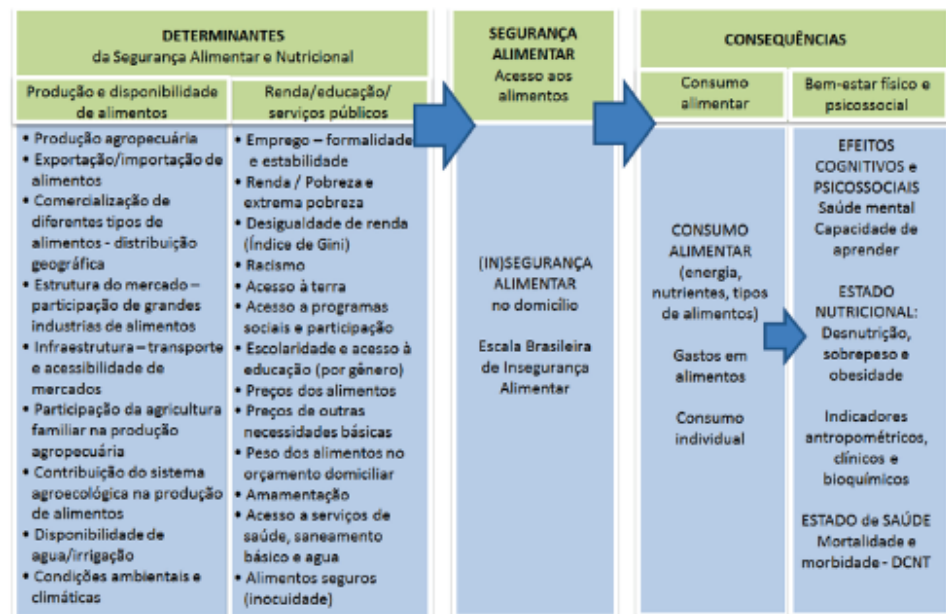 DETERMINANTES
da Segurança Alimentar e Nutricional
Produção e disponibilidade
de alimentos
• Produção agropecuária
• Exportação/importação de
alimentos
• Comercialização de
diferentes tipos de
alimentos - distribuição
geográfica
• Estrutura do mercado –
participação de grandes
industrias de alimentos
• Infraestrutura – transporte
e acessibilidade de
mercados
• Participação da agricultura
familiar na produção
agropecuária
• Contribuição do sistema
agroecológica na produção
de alimentos
• Disponibilidade de
agua/irrigação
• Condições ambientais e
climáticas
Renda/educação/
serviços públicos
• Emprego – formalidade
e estabilidade
• Renda / Pobreza e
extrema pobreza
• Desigualdade de renda
(Índice de Gini)
• Racismo
• Acesso à terra
• Acesso a programas
sociais e participação
• Escolaridade e acesso à
educação (por gênero)
• Preços dos alimentos
• Preços de outras
necessidades básicas
• Peso dos alimentos no
orçamento domiciliar
• Amamentação
• Acesso a serviços de
saúde, saneamento
básico e agua
• Alimentos seguros
(inocuidade)
SEGURANÇA
ALIMENTAR
Acesso aos
alimentos
(IN)SEGURANÇA
ALIMENTAR
no domicílio
Escala Brasileira
de Insegurança
Alimentar
CONSEQUÊNCIAS
Consumo
alimentar
CONSUMO
ALIMENTAR
(energia,
nutrientes, tipos
de alimentos)
Gastos em
alimentos
Consumo
individual
Bem-estar físico e
psicossocial
EFEITOS
COGNITIVOS e
PSICOSSOCIAIS
Saúde mental
Capacidade de
aprender
ESTADO
NUTRICIONAL:
Desnutrição,
sobrepeso e
obesidade
Indicadores
antropométricos,
clínicos e
bioquímicos
ESTADO de SAÚDE
Mortalidade e
morbidade - DCNT